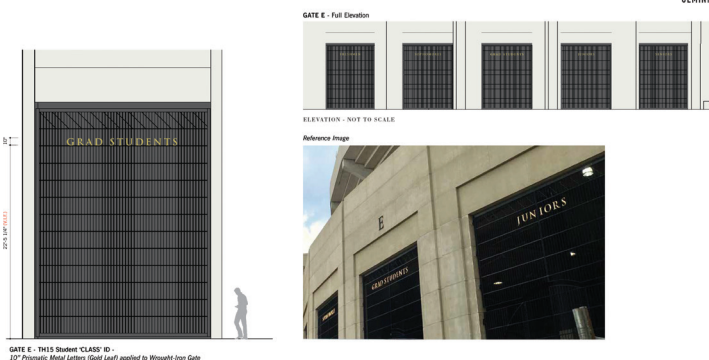 GATE E - Full Elevation
ELEVATION - NOT TO SCALE
Reference Image
GRAD STUDENTS
10"
22'-5 1/4"
E
GRAD STUDENTS
JUNIORS
GATE E - TH15 Student 'CLASS' ID -
10" Prismatic Metal Letters (Gold Leaf) applied to Wrought-Iron Gate